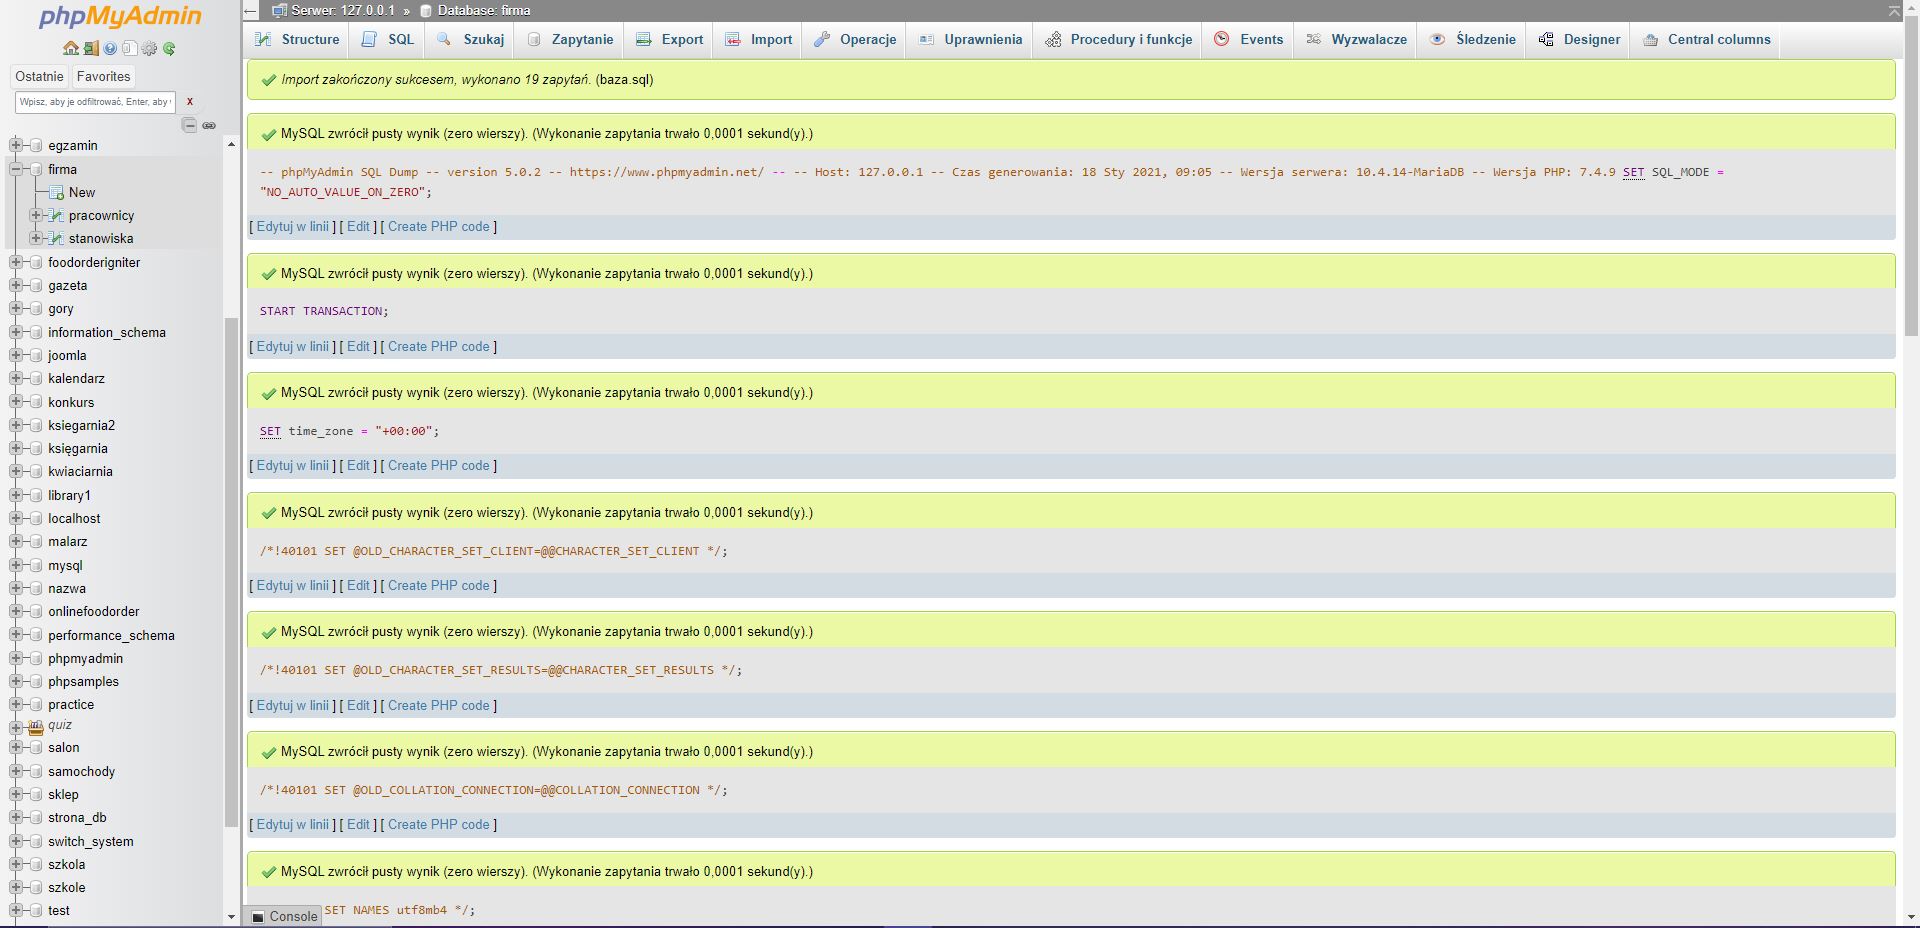 phpMyAdmin
Ostatnie Favorites
Wpisz, aby je odfiltrować, Enter, aby X
egzamin
firma
New
pracownicy
stanowiska
foodorderigniter
gazeta
gory
information_schema
joomla
kalendarz
konkurs
ksiegarnia2
księgarnia
kwiaciarnia
library1
localhost
malarz
mysql
nazwa
onlinefoodorder
performance_schema
phpmyadmin
phpsamples
practice
quiz
salon
samochody
sklep
strona_db
switch_system
szkola
szkole
test
← Serwer: 127.0.0.1 » Database: firma
Structure SQL Szukaj Zapytanie Export Import Operacje Uprawnienia Procedury i funkcje Events Wyzwalacze Śledzenie Designer Central columns
Import zakończony sukcesem, wykonano 19 zapytań. (baza.sql)
MySQL zwrócił pusty wynik (zero wierszy). (Wykonanie zapytania trwało 0,0001 sekund(y).)
-- phpMyAdmin SQL Dump -- version 5.0.2 -- https://www.phpmyadmin.net/ -- -- Host: 127.0.0.1 -- Czas generowania: 18 Sty 2021, 09:05 -- Wersja serwera: 10.4.14-MariaDB -- Wersja PHP: 7.4.9 SET SQL_MODE =
"NO_AUTO_VALUE_ON_ZERO";
[ Edytuj w linii ] [ Edit ] [ Create PHP code ]
MySQL zwrócił pusty wynik (zero wierszy). (Wykonanie zapytania trwało 0,0001 sekund(y).)
START TRANSACTION;
[ Edytuj w linii ] [ Edit ] [ Create PHP code ]
MySQL zwrócił pusty wynik (zero wierszy). (Wykonanie zapytania trwało 0,0001 sekund(y).)
SET time_zone = "+00:00";
[ Edytuj w linii ] [ Edit ] [ Create PHP code ]
MySQL zwrócił pusty wynik (zero wierszy). (Wykonanie zapytania trwało 0,0001 sekund(y).)
/*!40101 SET @OLD_CHARACTER_SET_CLIENT=@@CHARACTER_SET_CLIENT */;
[ Edytuj w linii ] [ Edit ] [ Create PHP code ]
MySQL zwrócił pusty wynik (zero wierszy). (Wykonanie zapytania trwało 0,0001 sekund(y).)
/*!40101 SET @OLD_CHARACTER_SET_RESULTS=@@CHARACTER_SET_RESULTS */;
[ Edytuj w linii ] [ Edit ] [ Create PHP code ]
MySQL zwrócił pusty wynik (zero wierszy). (Wykonanie zapytania trwało 0,0001 sekund(y).)
/*!40101 SET @OLD_COLLATION_CONNECTION=@@COLLATION_CONNECTION */;
[ Edytuj w linii ] [ Edit ] [ Create PHP code ]
MySQL zwrócił pusty wynik (zero wierszy). (Wykonanie zapytania trwało 0,0001 sekund(y).)
Console SET NAMES utf8mb4 */;